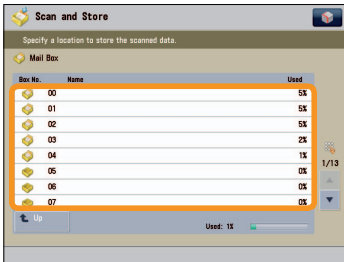 Scan and Store
Specify a location to store the scanned data.
Mail Box
Box No. Name Used
00 5%
01 5%
02 5%
03 2%
04 1%
05 0%
06 0%
07 0%
1/13
Up
Used: 1%